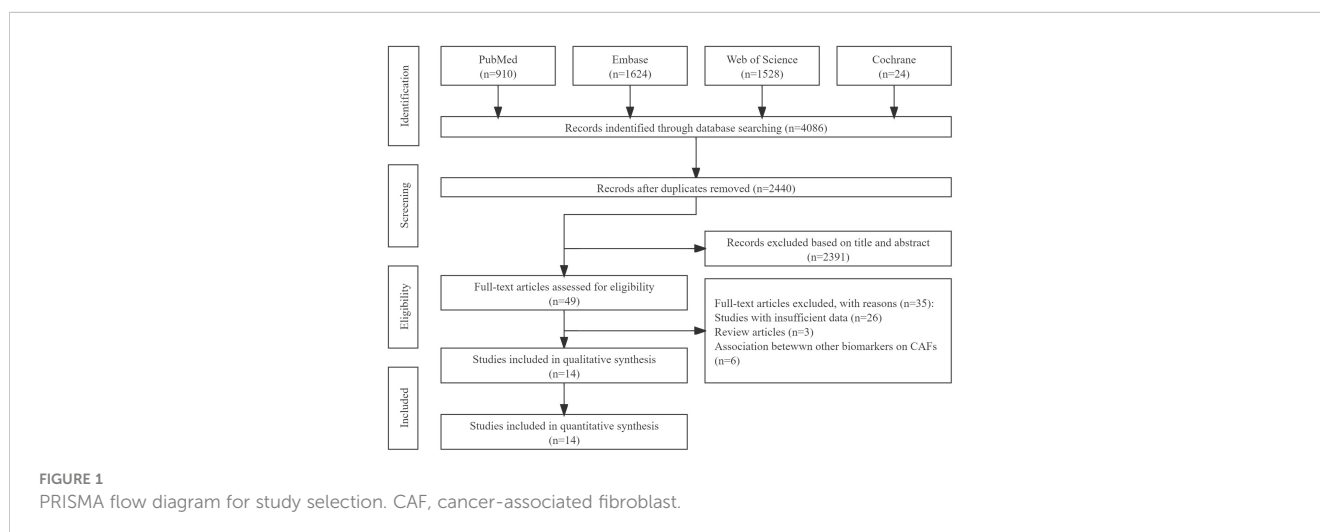 Identification
PubMed
(n=910)
Embase
(n=1624)
Web of Science
(n=1528)
Cochrane
(n=24)
Records indentified through database searching (n=4086)
Screening
Recrods after duplicates removed (n=2440)
Records excluded based on title and abstract
(n=2391)
Eligibility
Full-text articles assessed for eligibility
(n=49)
Full-text articles excluded, with reasons (n=35):
Studies with insufficient data (n=26)
Review articles (n=3)
Association betewwn other biomarkers on CAFs
(n=6)
Studies included in qualitative synthesis
(n=14)
Included
Studies included in quantitative synthesis
(n=14)
FIGURE 1
PRISMA flow diagram for study selection. CAF, cancer-associated fibroblast.